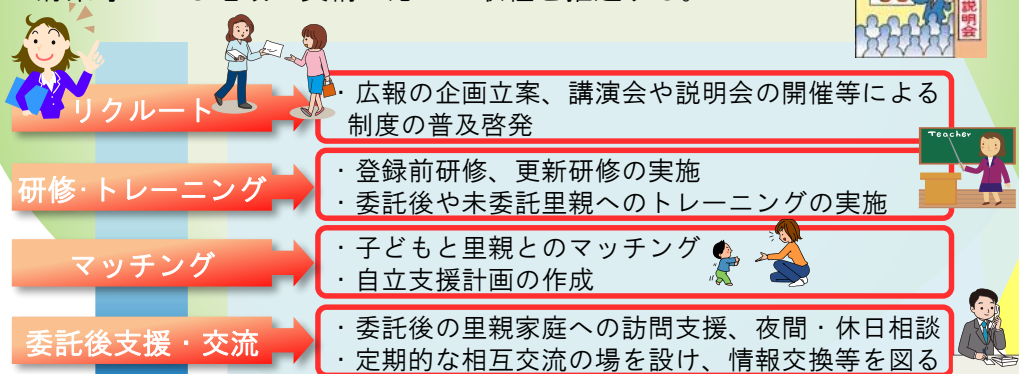 説明会
リクルート
・広報の企画立案、講演会や説明会の開催等による
制度の普及啓発
Teacher
研修・トレーニング
・登録前研修、更新研修の実施
・委託後や未委託里親へのトレーニングの実施
マッチング
・子どもと里親とのマッチング
・自立支援計画の作成
委託後支援・交流
・委託後の里親家庭への訪問支援、夜間・休日相談
・定期的な相互交流の場を設け、情報交換等を図る